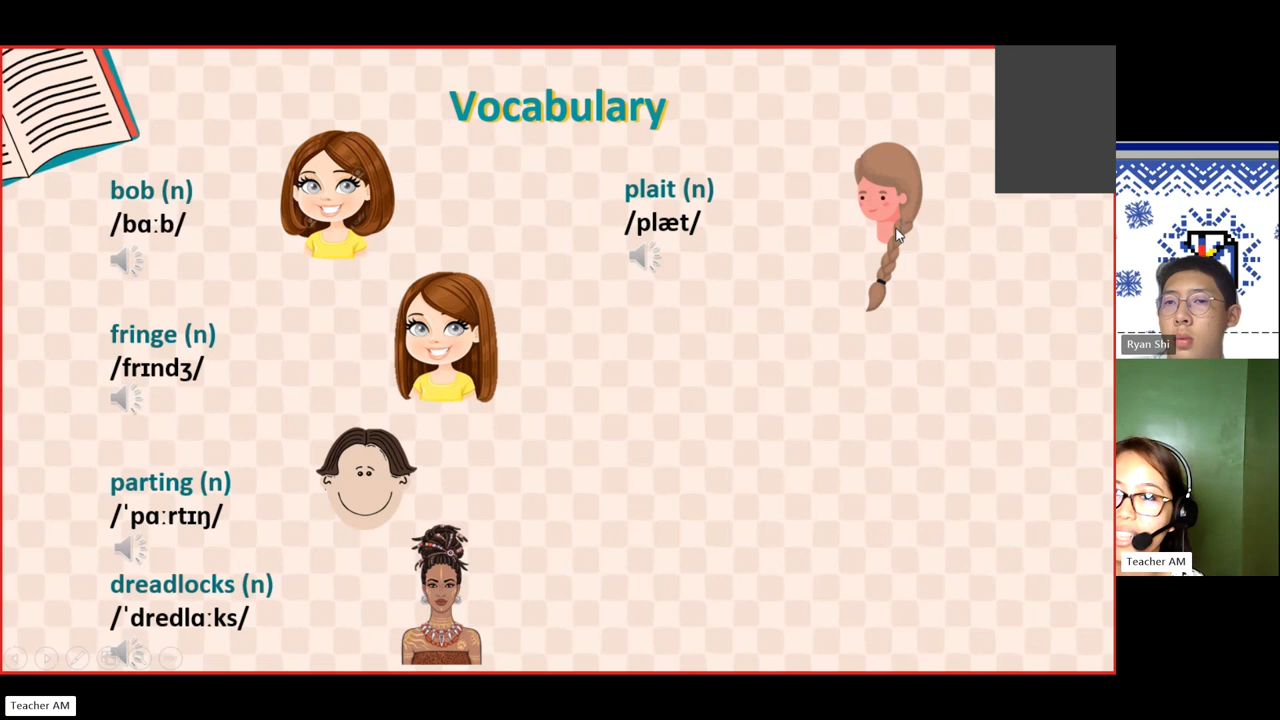 Vocabulary
bob (n)
/bɑːb/
fringe (n)
/frɪndʒ/
parting (n)
/ˈpɑːrtɪŋ/
dreadlocks (n)
/ˈdredlɑːks/
plait (n)
/plæt/
Ryan Shi
Teacher AM
Teacher AM